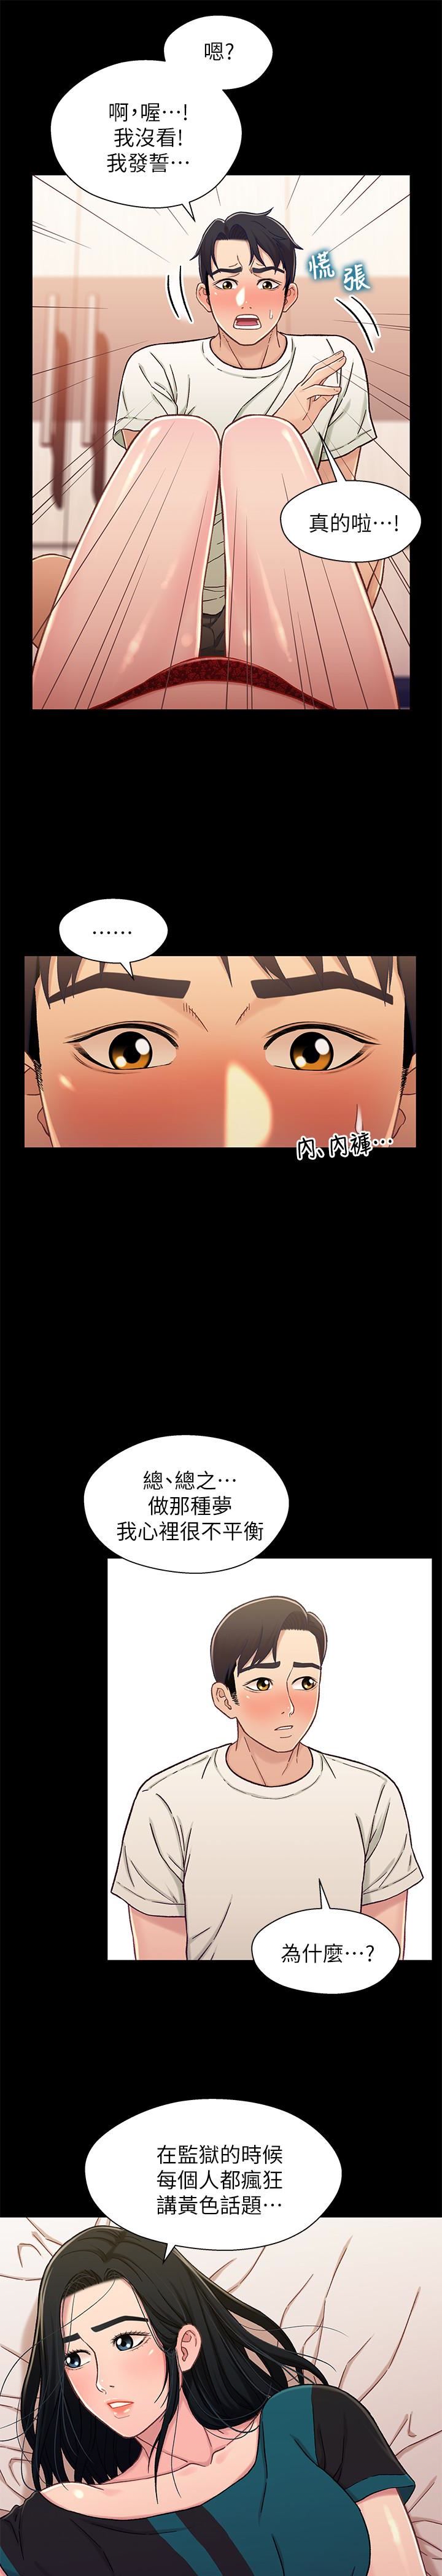 嗯?
啊，喔⋯!
我沒看!
我發誓⋯
慌
張
真的啦⋯!
⋯⋯
內、內褲⋯
總、總之⋯
做那種夢
我心裡很不平衡
為什麼⋯?
在監獄的時候
每個人都瘋狂
講黃色話題⋯